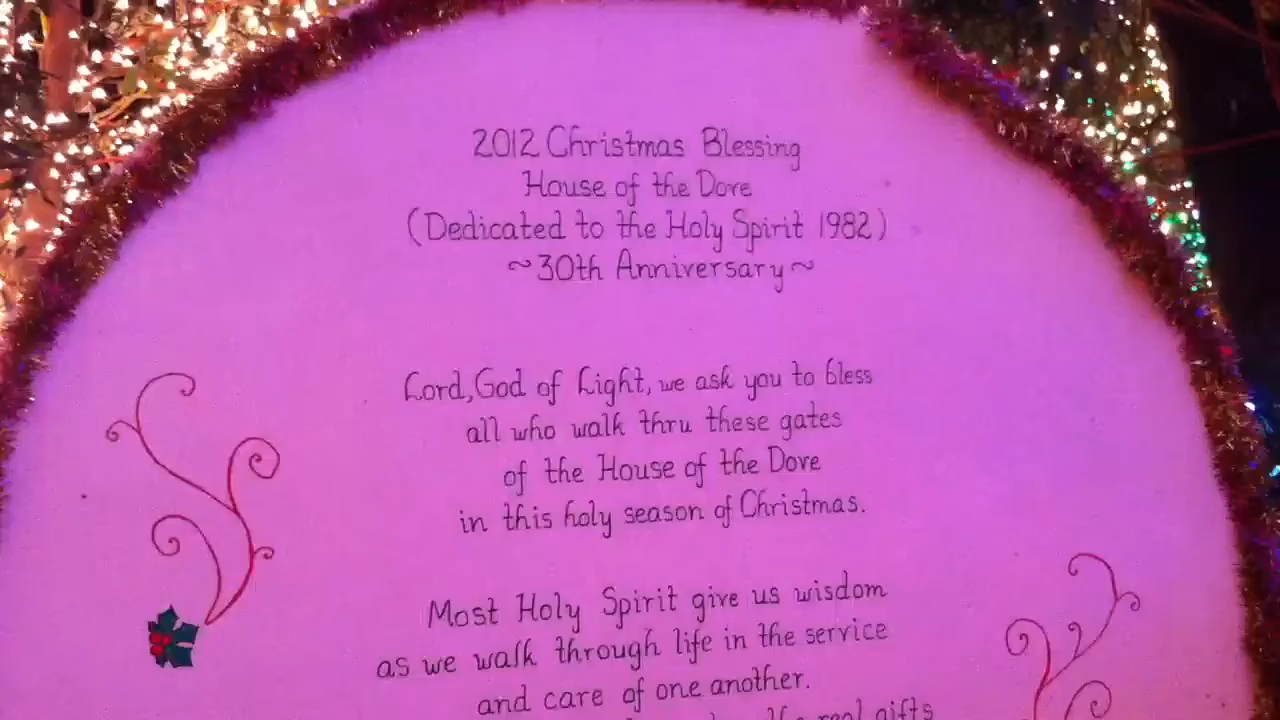 2012 Christmas Blessing
House of the Dove
(Dedicated to the Holy Spirit 1982)
~30th Anniversary~
Lord, God of Light, we ask you to bless
all who walk thru these gates
of the House of the Dove
in this holy season of Christmas.
Most Holy Spirit give us wisdom
as we walk through life in the service
and care of one another.
real gifts